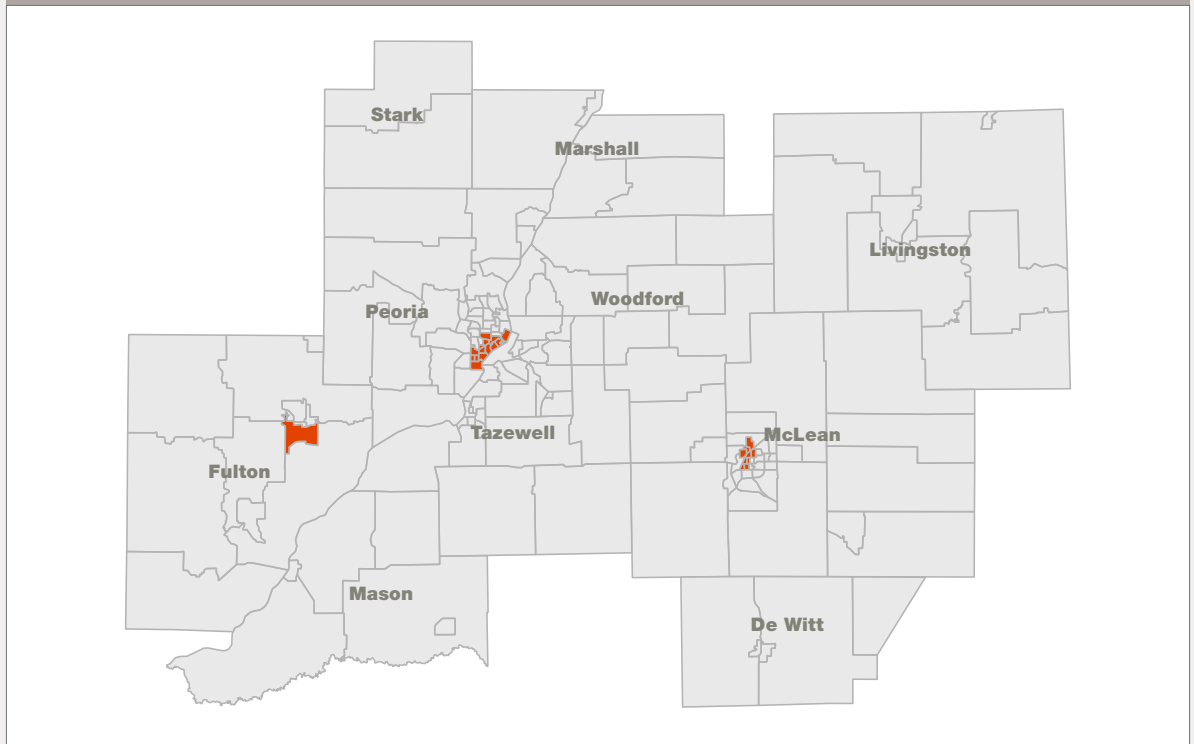 Stark
Marshall
Livingston
Woodford
Peoria
Tazewell
McLean
Fulton
Mason
De Witt